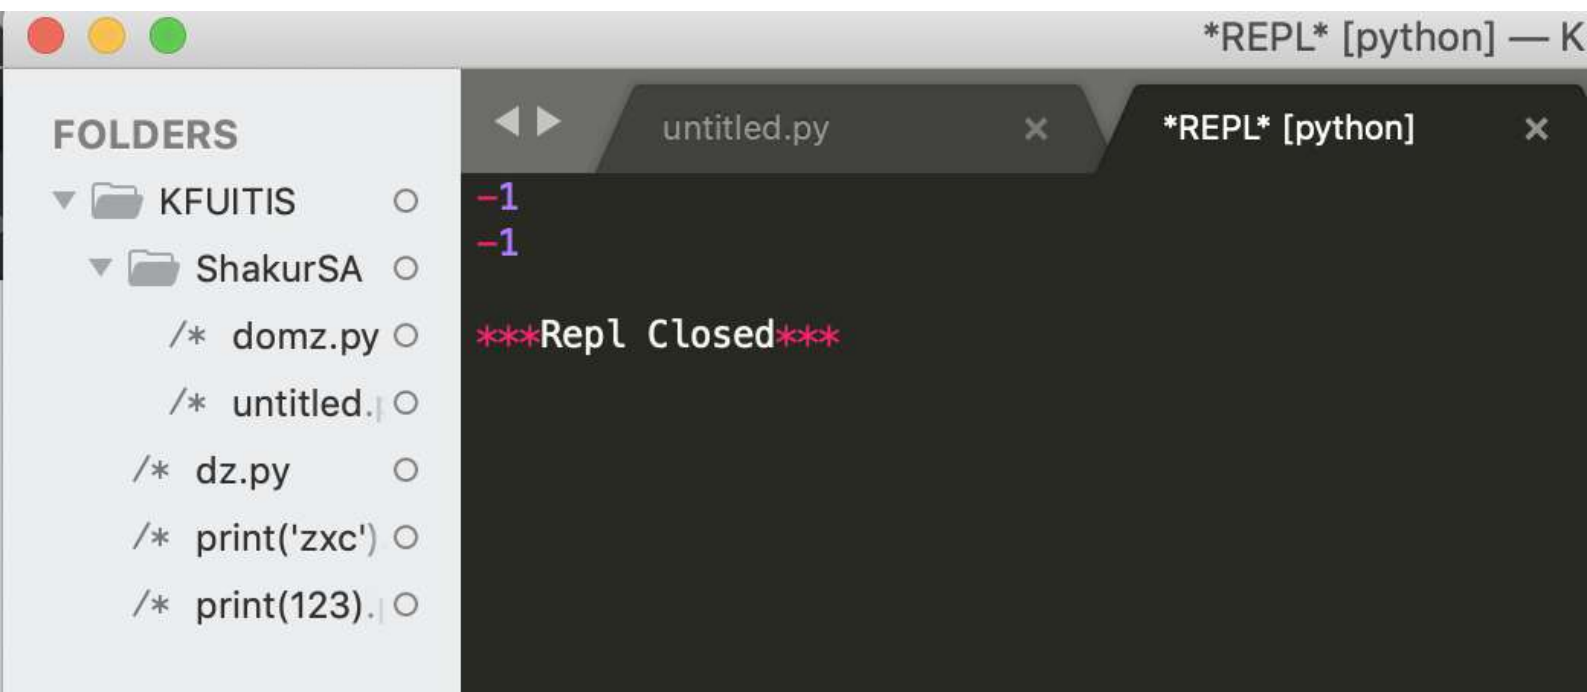 *REPL* [python] — K
FOLDERS
KFUITIS
ShakurSA
/* domz.py
/* untitled.
/* dz.py
/* print('zxc')
/* print(123).
untitled.py
*REPL* [python]
-1
-1
***Repl Closed***